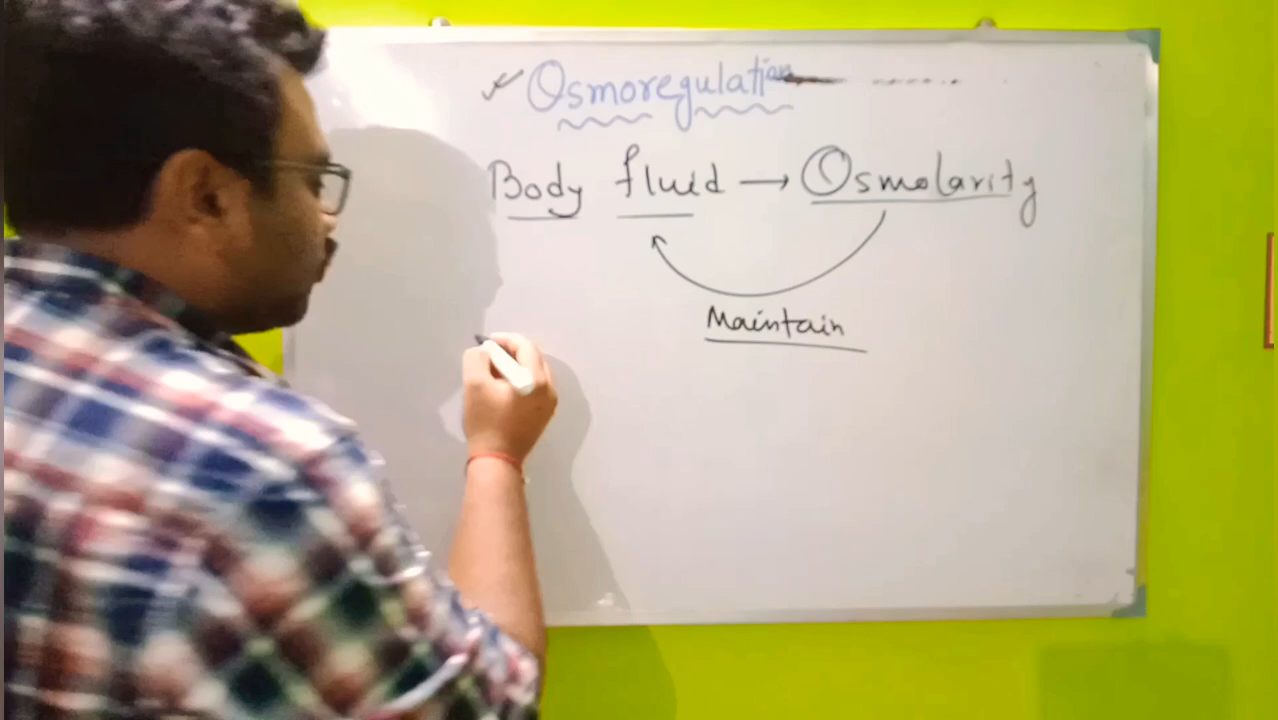 ✓ Osmoregulation
Body fluid → Osmolarity
Maintain